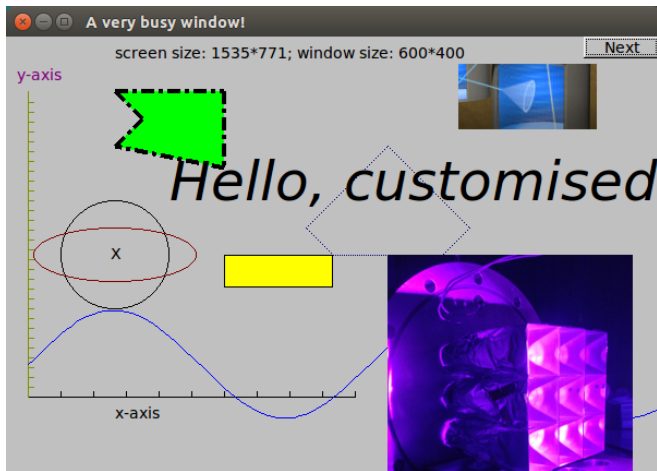 A very busy window!
screen size: 1535*771; window size: 600*400
Next
y-axis
Hello, customised
X
x-axis